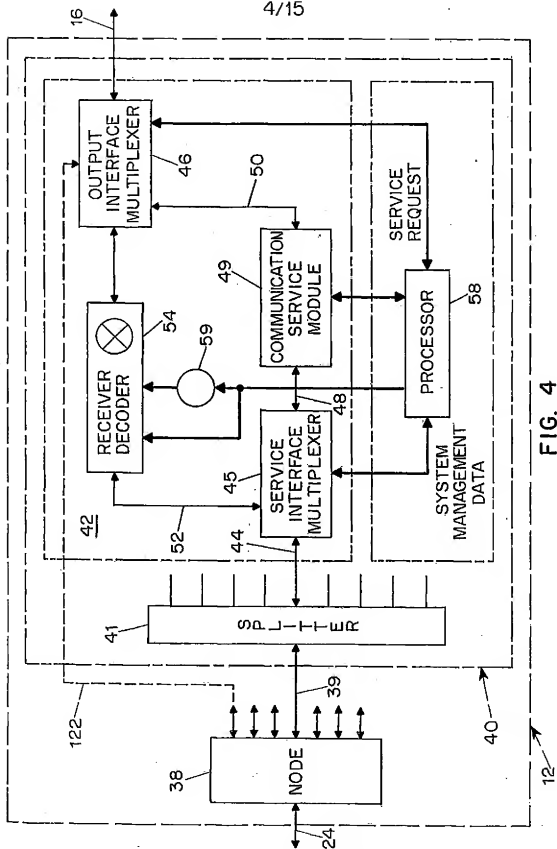 4/15
16
OUTPUT
INTERFACE
MULTIPLEXER
46
50
SERVICE
REQUEST
RECEIVER
DECODER
54
59
49
COMMUNICATION
SERVICE
MODULE
PROCESSOR
58
42
52
48
45
SERVICE
INTERFACE
MULTIPLEXER
44
SYSTEM
MANAGEMENT
DATA
41
SPLITTER
122
39
40
38
NODE
24
12
FIG. 4